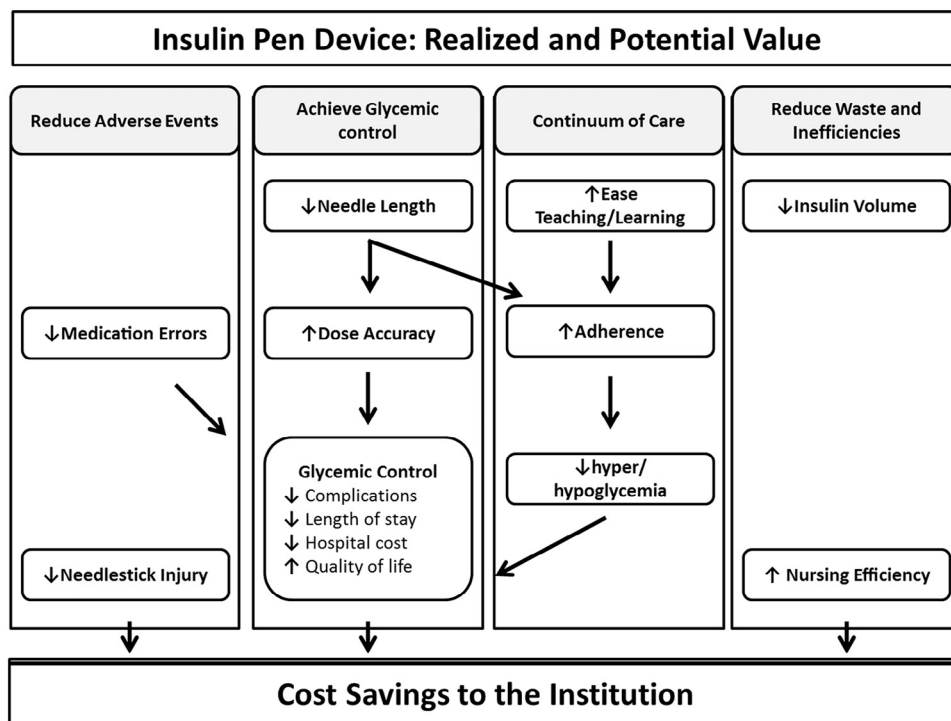 Insulin Pen Device: Realized and Potential Value
Reduce Adverse Events
↓Medication Errors
↓Needlestick Injury
Achieve Glycemic
control
↓Needle Length
↑Dose Accuracy
Glycemic Control
↓ Complications
↓ Length of stay
↓ Hospital cost
↑ Quality of life
Continuum of Care
↑Ease
Teaching/Learning
↑Adherence
↓hyper/
hypoglycemia
Reduce Waste and
Inefficiencies
↓Insulin Volume
↑ Nursing Efficiency
Cost Savings to the Institution